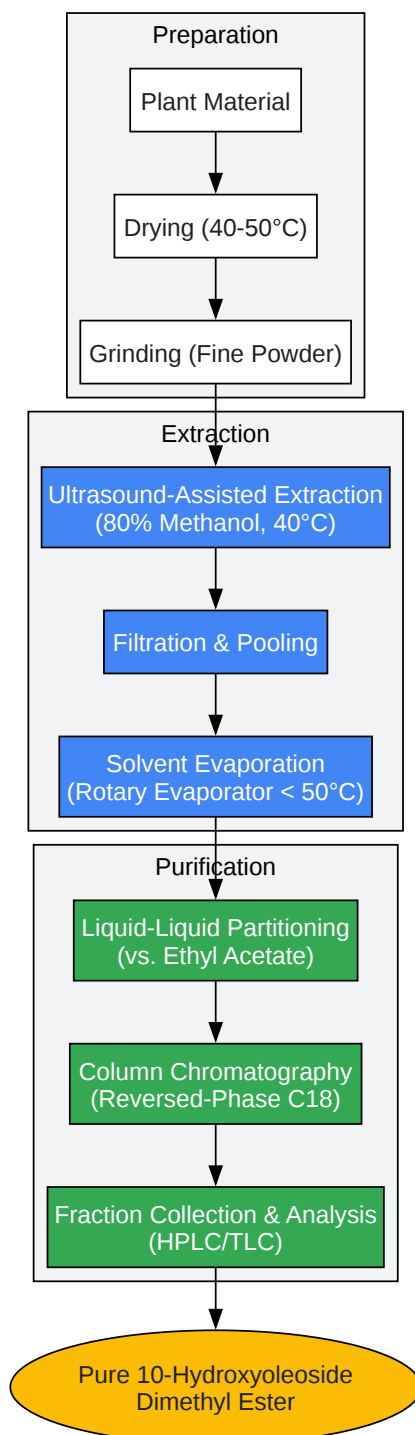 Preparation
Plant Material
Drying (40-50°C)
Grinding (Fine Powder)
Extraction
Ultrasound-Assisted Extraction
(80% Methanol, 40°C)
Filtration & Pooling
Solvent Evaporation
(Rotary Evaporator < 50°C)
Purification
Liquid-Liquid Partitioning
(vs. Ethyl Acetate)
Column Chromatography
(Reversed-Phase C18)
Fraction Collection & Analysis
(HPLC/TLC)
Pure 10-Hydroxyoleoside
Dimethyl Ester